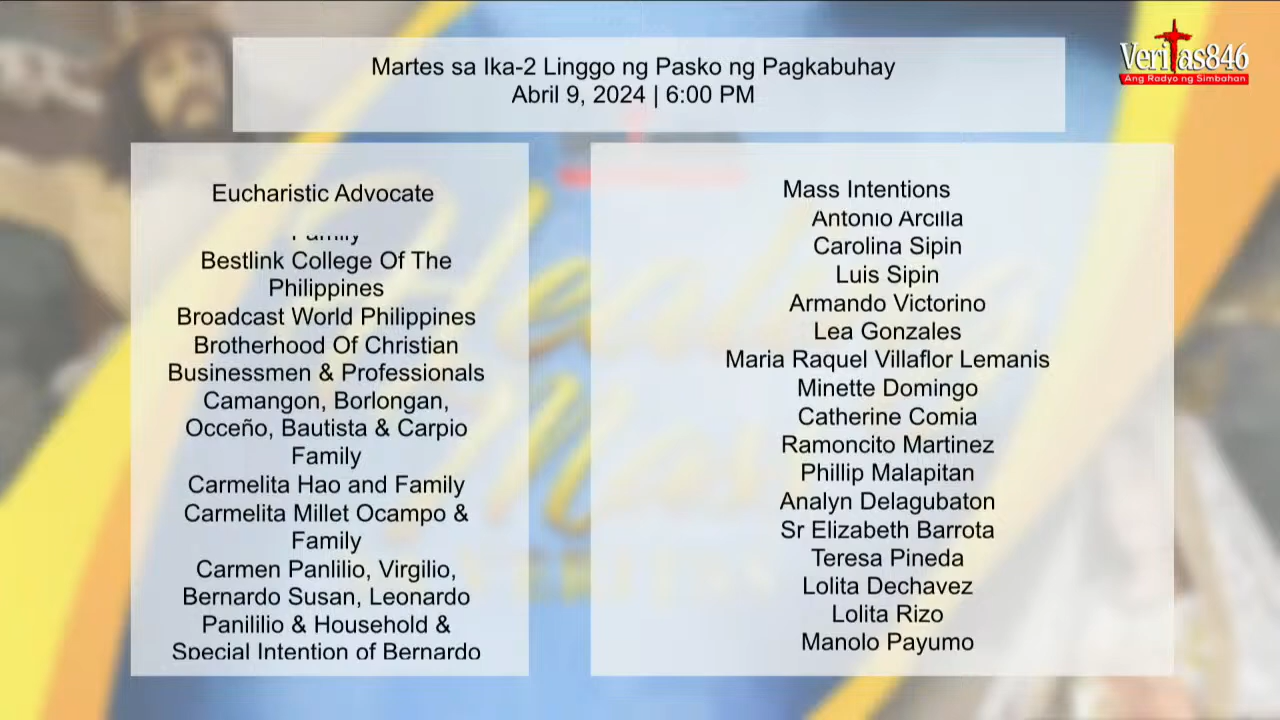 Martes sa Ika-2 Linggo ng Pasko ng Pagkabuhay
Abril 9, 2024 | 6:00 PM
Veritas846
Ang Radyo ng Simbahan
Eucharistic Advocate
Family
Bestlink College Of The
Philippines
Broadcast World Philippines
Brotherhood Of Christian
Businessmen & Professionals
Camangon, Borlongan,
Occeño, Bautista & Carpio
Family
Carmelita Hao and Family
Carmelita Millet Ocampo &
Family
Carmen Panlilio, Virgilio,
Bernardo Susan, Leonardo
Panililio & Household &
Special Intention of Bernardo
Mass Intentions
Antonio Arcilla
Carolina Sipin
Luis Sipin
Armando Victorino
Lea Gonzales
Maria Raquel Villaflor Lemanis
Minette Domingo
Catherine Comia
Ramoncito Martinez
Phillip Malapitan
Analyn Delagubaton
Sr Elizabeth Barrota
Teresa Pineda
Lolita Dechavez
Lolita Rizo
Manolo Payumo